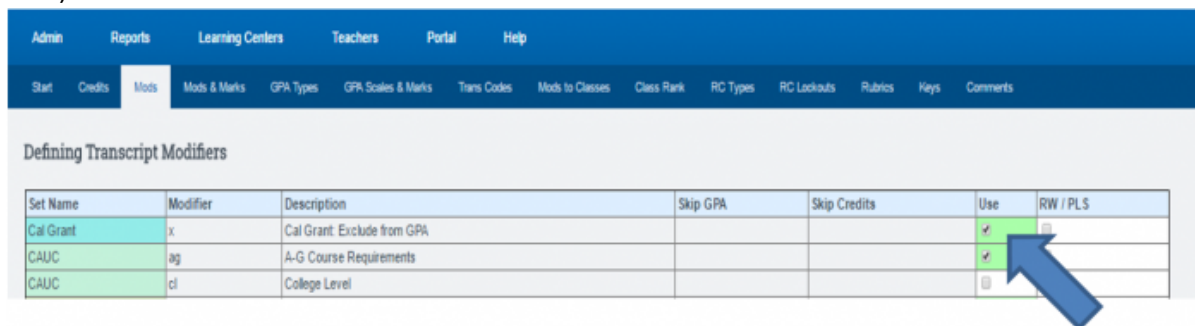 Admin Reports Learning Centers Teachers Portal Help
Start Credits Mods Mods & Marks GPA Types GPA Scales & Marks Trans Codes Mods to Classes Class Rank RC Types RC Lockouts Rubrics Keys Comments
Defining Transcript Modifiers
Set Name Modifier Description Skip GPA Skip Credits Use RW / PLS
Cal Grant x Cal Grant: Exclude from GPA
CAUC ag A-G Course Requirements
CAUC cl College Level